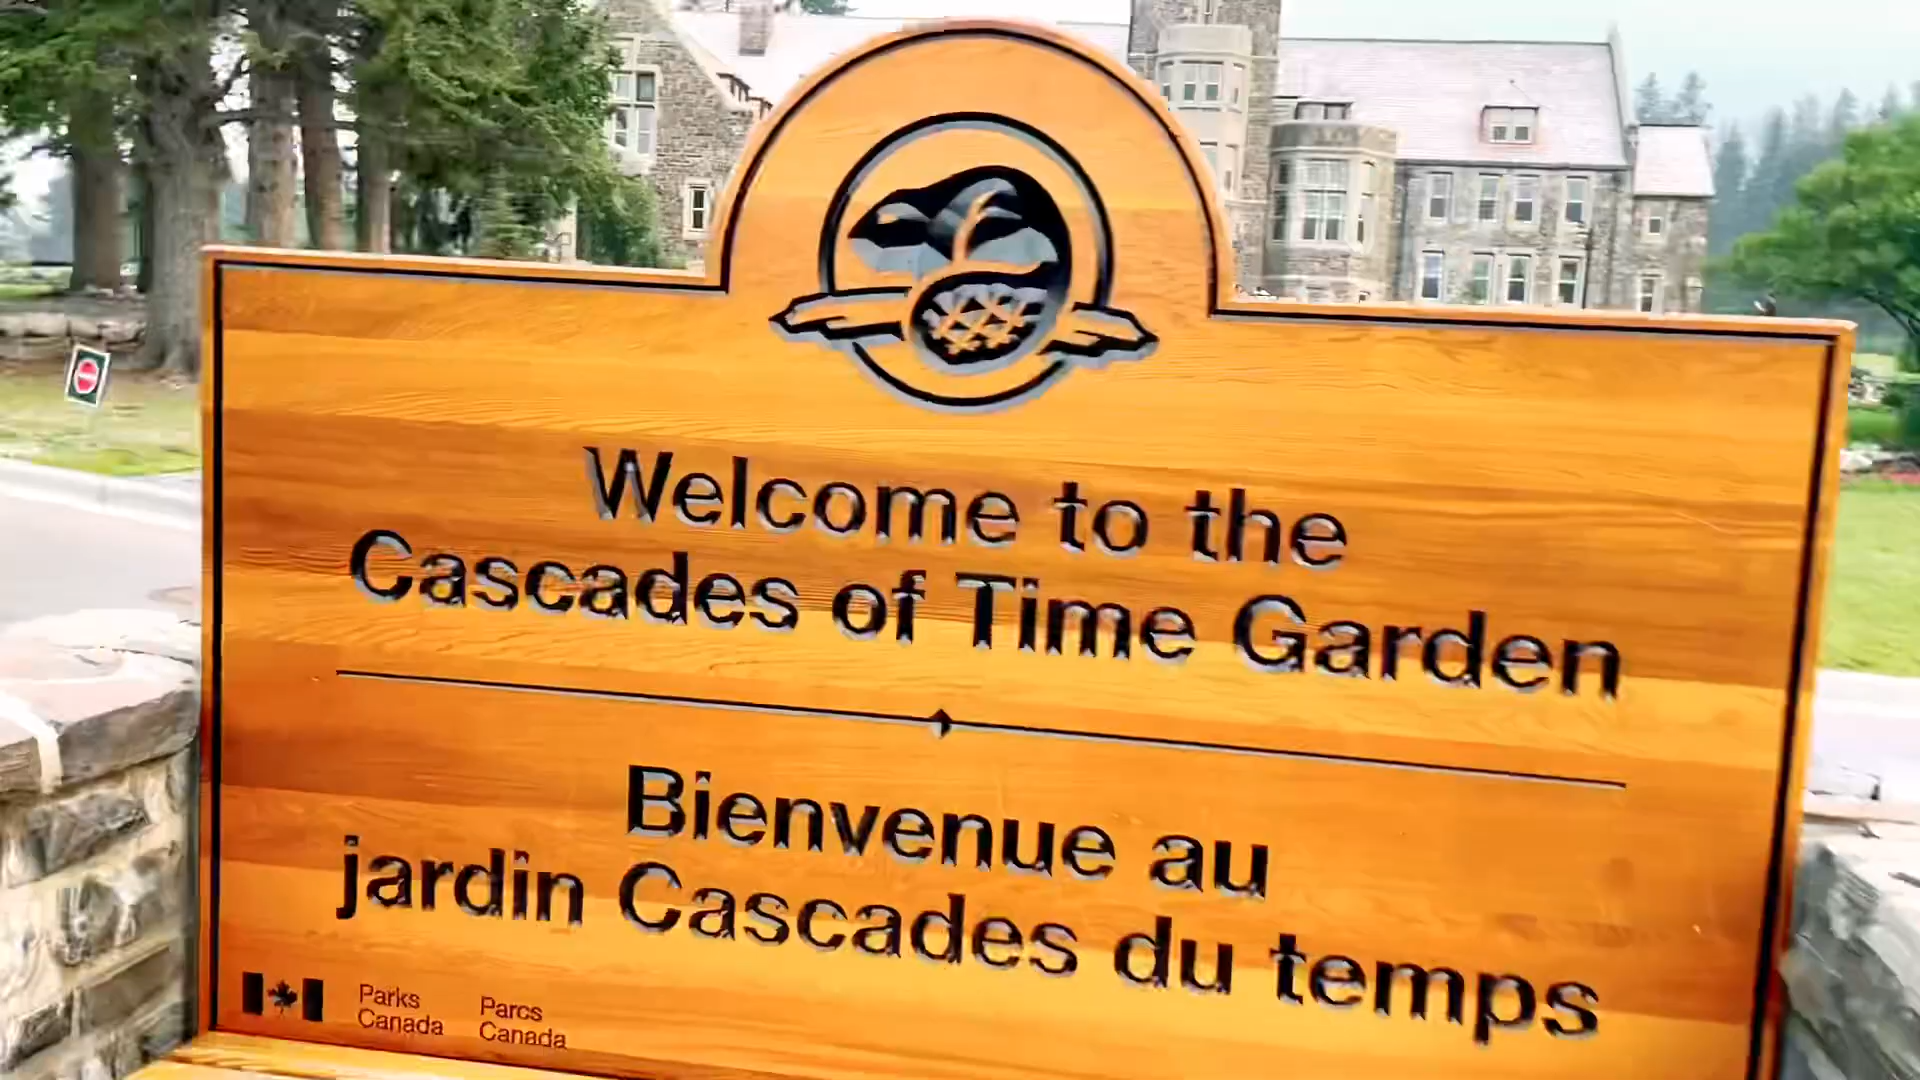 Welcome to the
Cascades of Time Garden
Bienvenue au
jardin Cascades du temps
Parks Canada
Parcs Canada